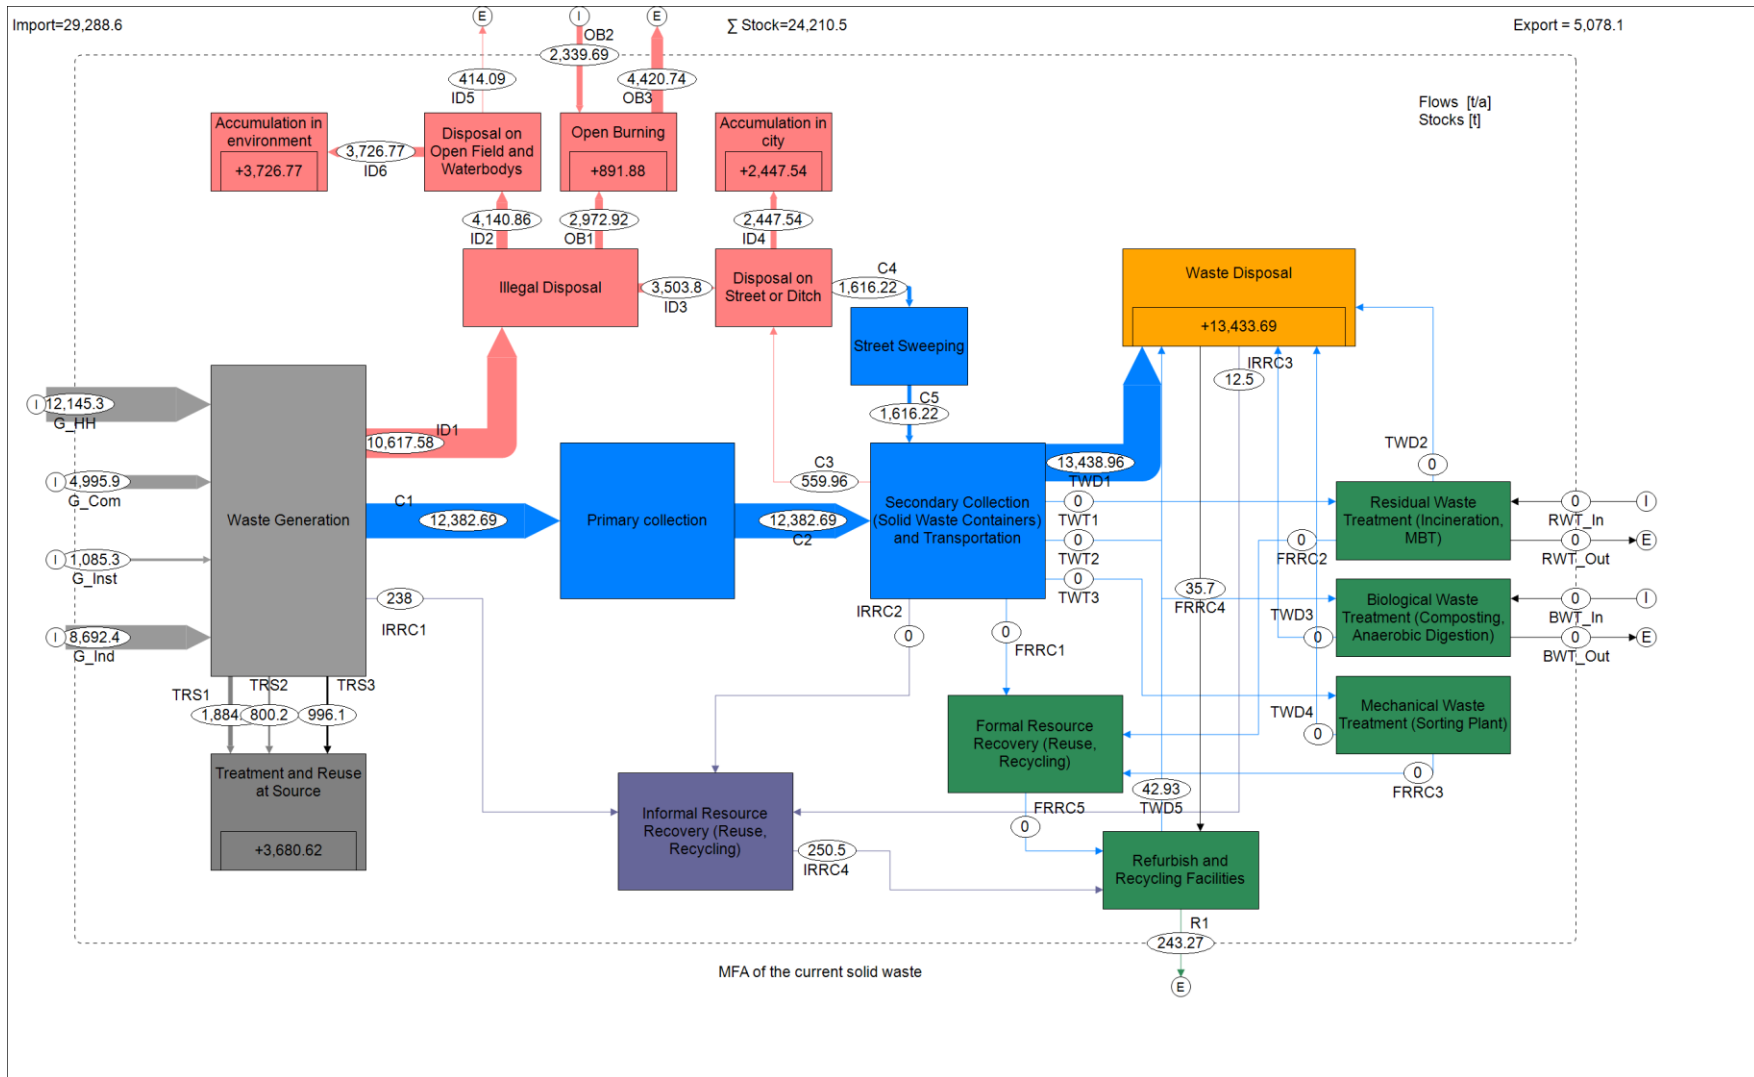 Import=29,288.6
∑ Stock=24,210.5
Export = 5,078.1
E
I
E
OB2
2,339.69
414.09
ID5
4,420.74
OB3
Flows [t/a]
Stocks [t]
Accumulation in
environment
+3,726.77
3,726.77
ID6
Disposal on
Open Field and
Waterbodys
Open Burning
+891.88
Accumulation in
city
+2,447.54
4,140.86
ID2
2,972.92
OB1
2,447.54
ID4
Illegal Disposal
3,503.8
ID3
Disposal on
Street or Ditch
C4
1,616.22
Street Sweeping
C5
1,616.22
Waste Disposal
+13,433.69
IRRC3
12.5
I
12,145.3
G_HH
I
4,995.9
G_Com
I
1,085.3
G_Inst
I
8,692.4
G_Ind
Waste Generation
ID1
10,617.58
C1
12,382.69
Primary collection
12,382.69
C2
C3
559.96
Secondary Collection
(Solid Waste Containers)
and Transportation
13,438.96
TWD1
0
TWT1
0
TWT2
0
TWT3
TWD2
0
Residual Waste
Treatment (Incineration,
MBT)
0
I
RWT_In
0
E
RWT_Out
0
FRRC2
35.7
FRRC4
Biological Waste
Treatment (Composting,
Anaerobic Digestion)
0
I
BWT_In
0
E
BWT_Out
TWD3
0
238
IRRC1
IRRC2
0
0
FRRC1
TRS1
TRS2
TRS3
1,884.
800.2
996.1
Treatment and Reuse
at Source
+3,680.62
Mechanical Waste
Treatment (Sorting Plant)
TWD4
0
0
FRRC3
Formal Resource
Recovery (Reuse,
Recycling)
42.93
TWD5
FRRC5
0
Informal Resource
Recovery (Reuse,
Recycling)
250.5
IRRC4
Refurbish and
Recycling Facilities
R1
243.27
E
MFA of the current solid waste